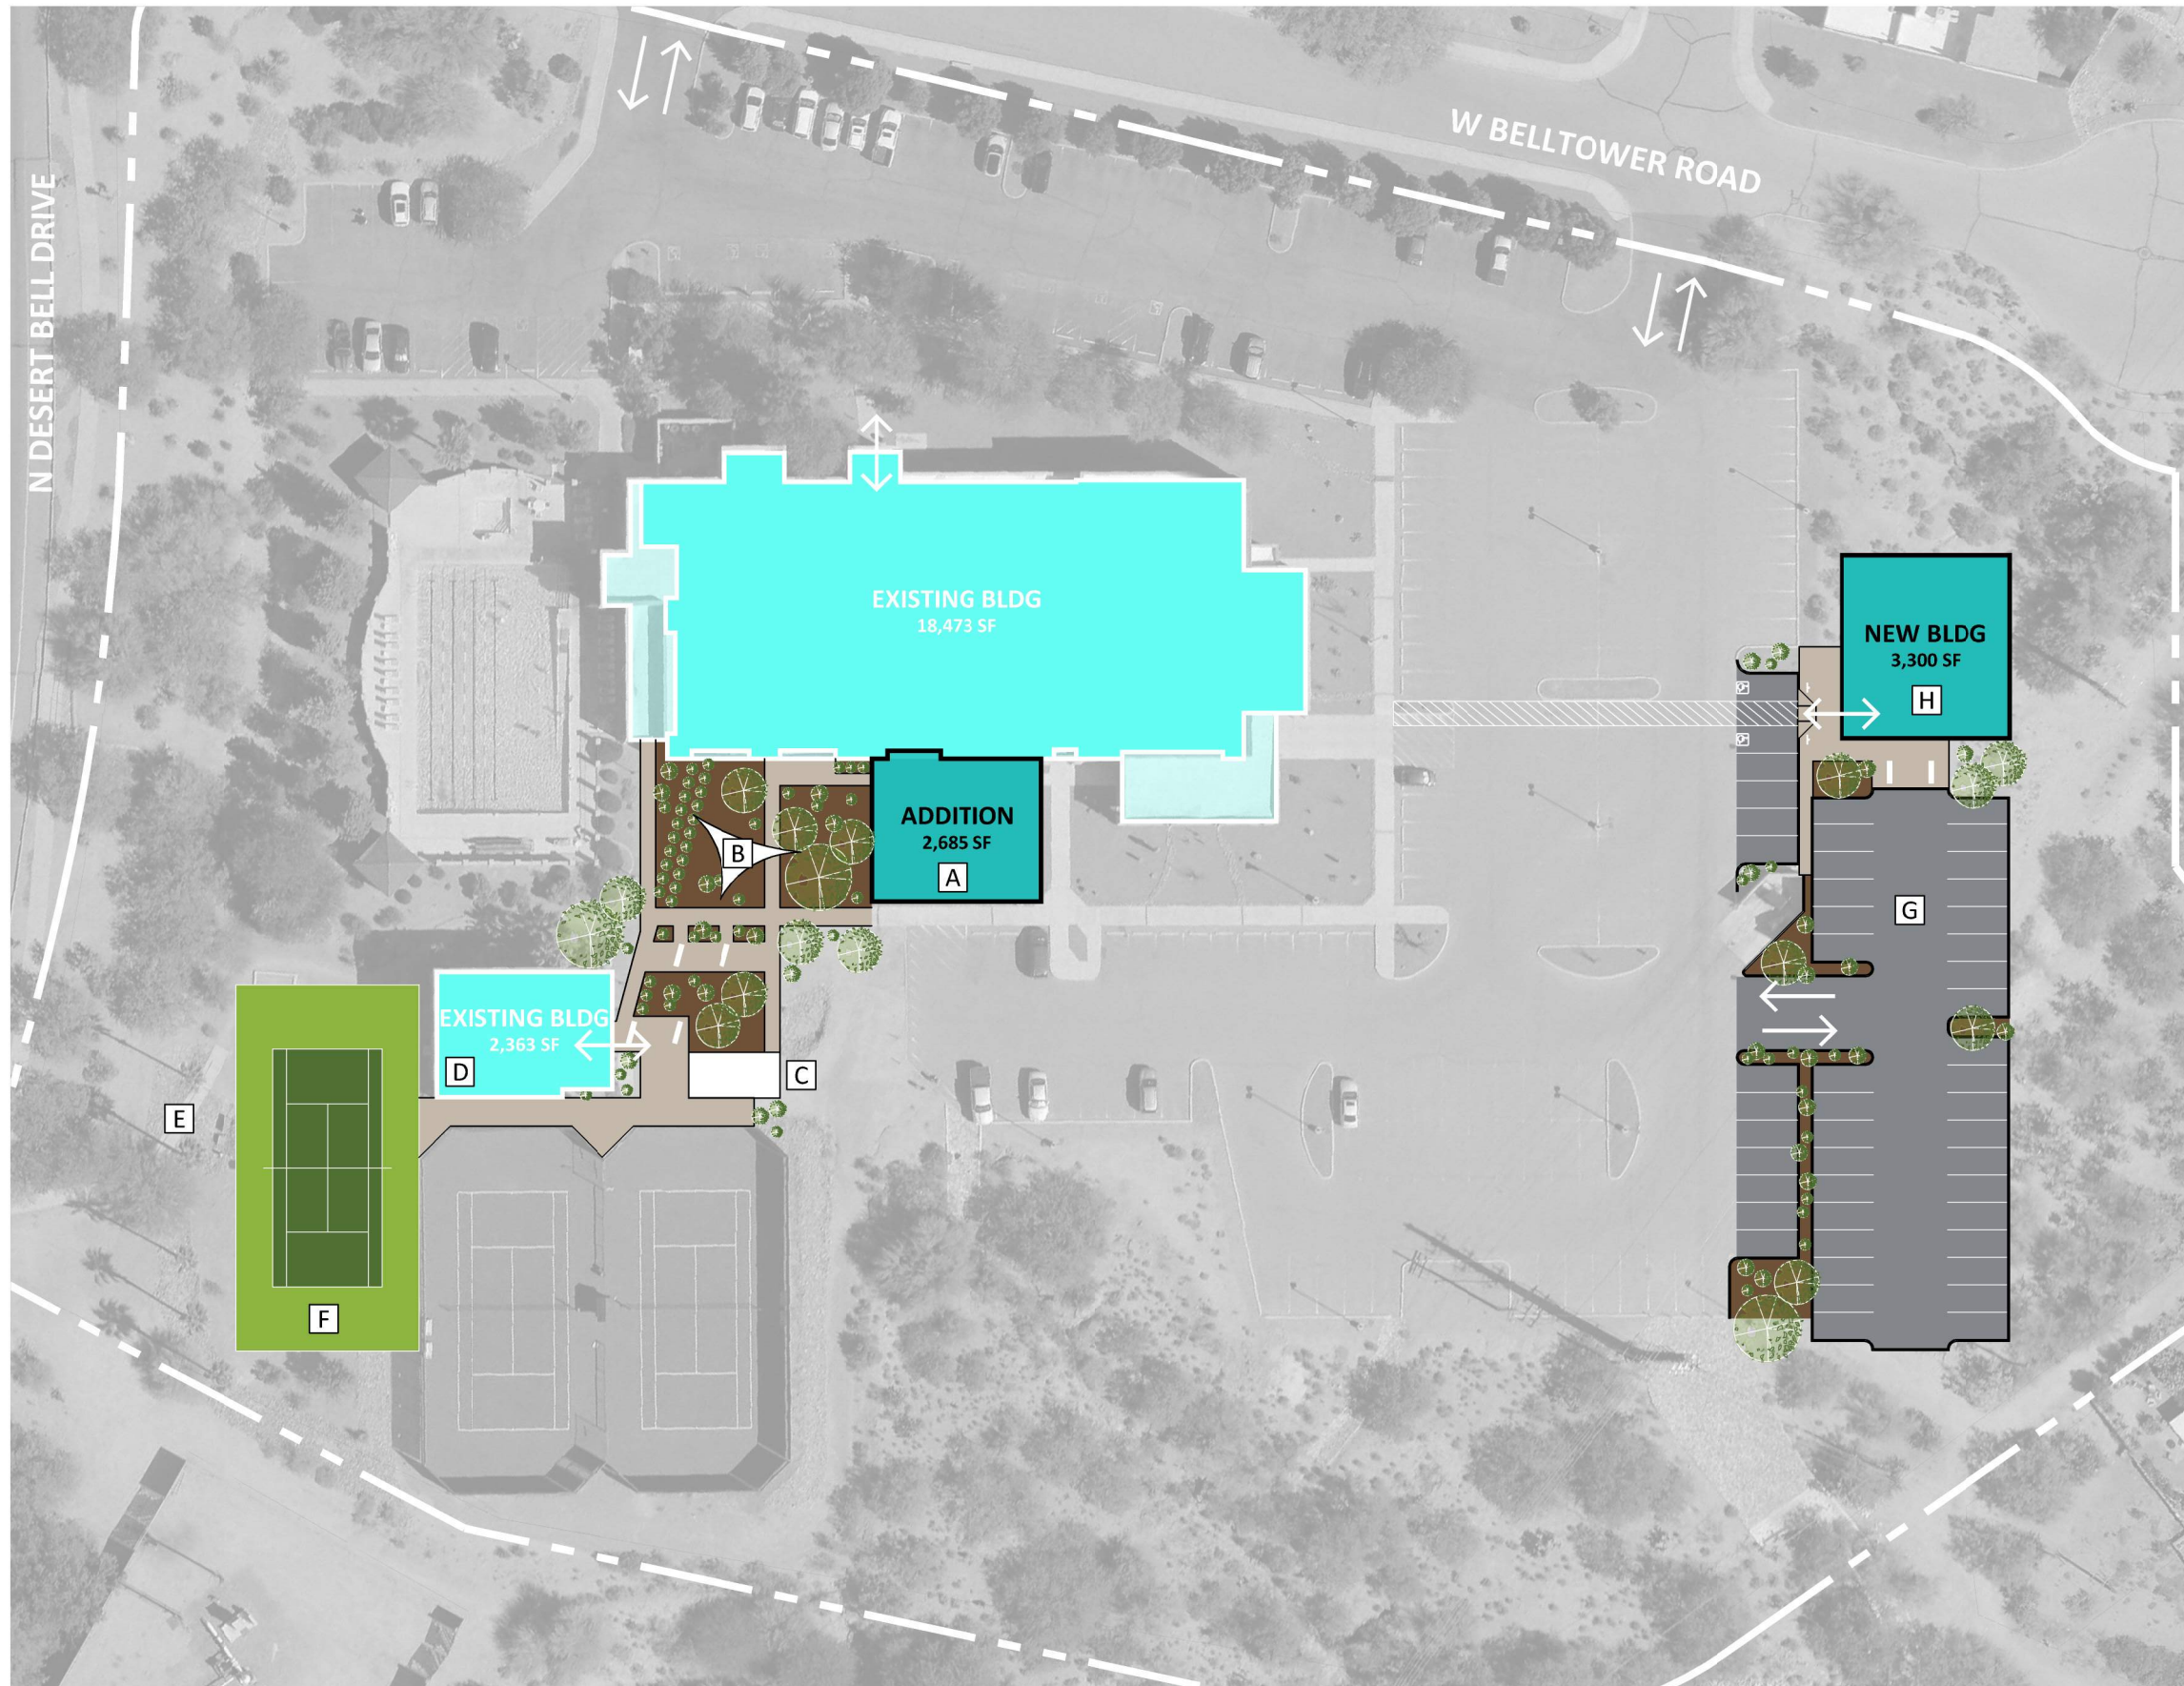 W BELLTOWER ROAD
N DESERT BELL DRIVE
EXISTING BLDG
18,473 SF
NEW BLDG
3,300 SF
H
ADDITION
2,685 SF
A
B
G
EXISTING BLDG
2,363 SF
D
C
E
F